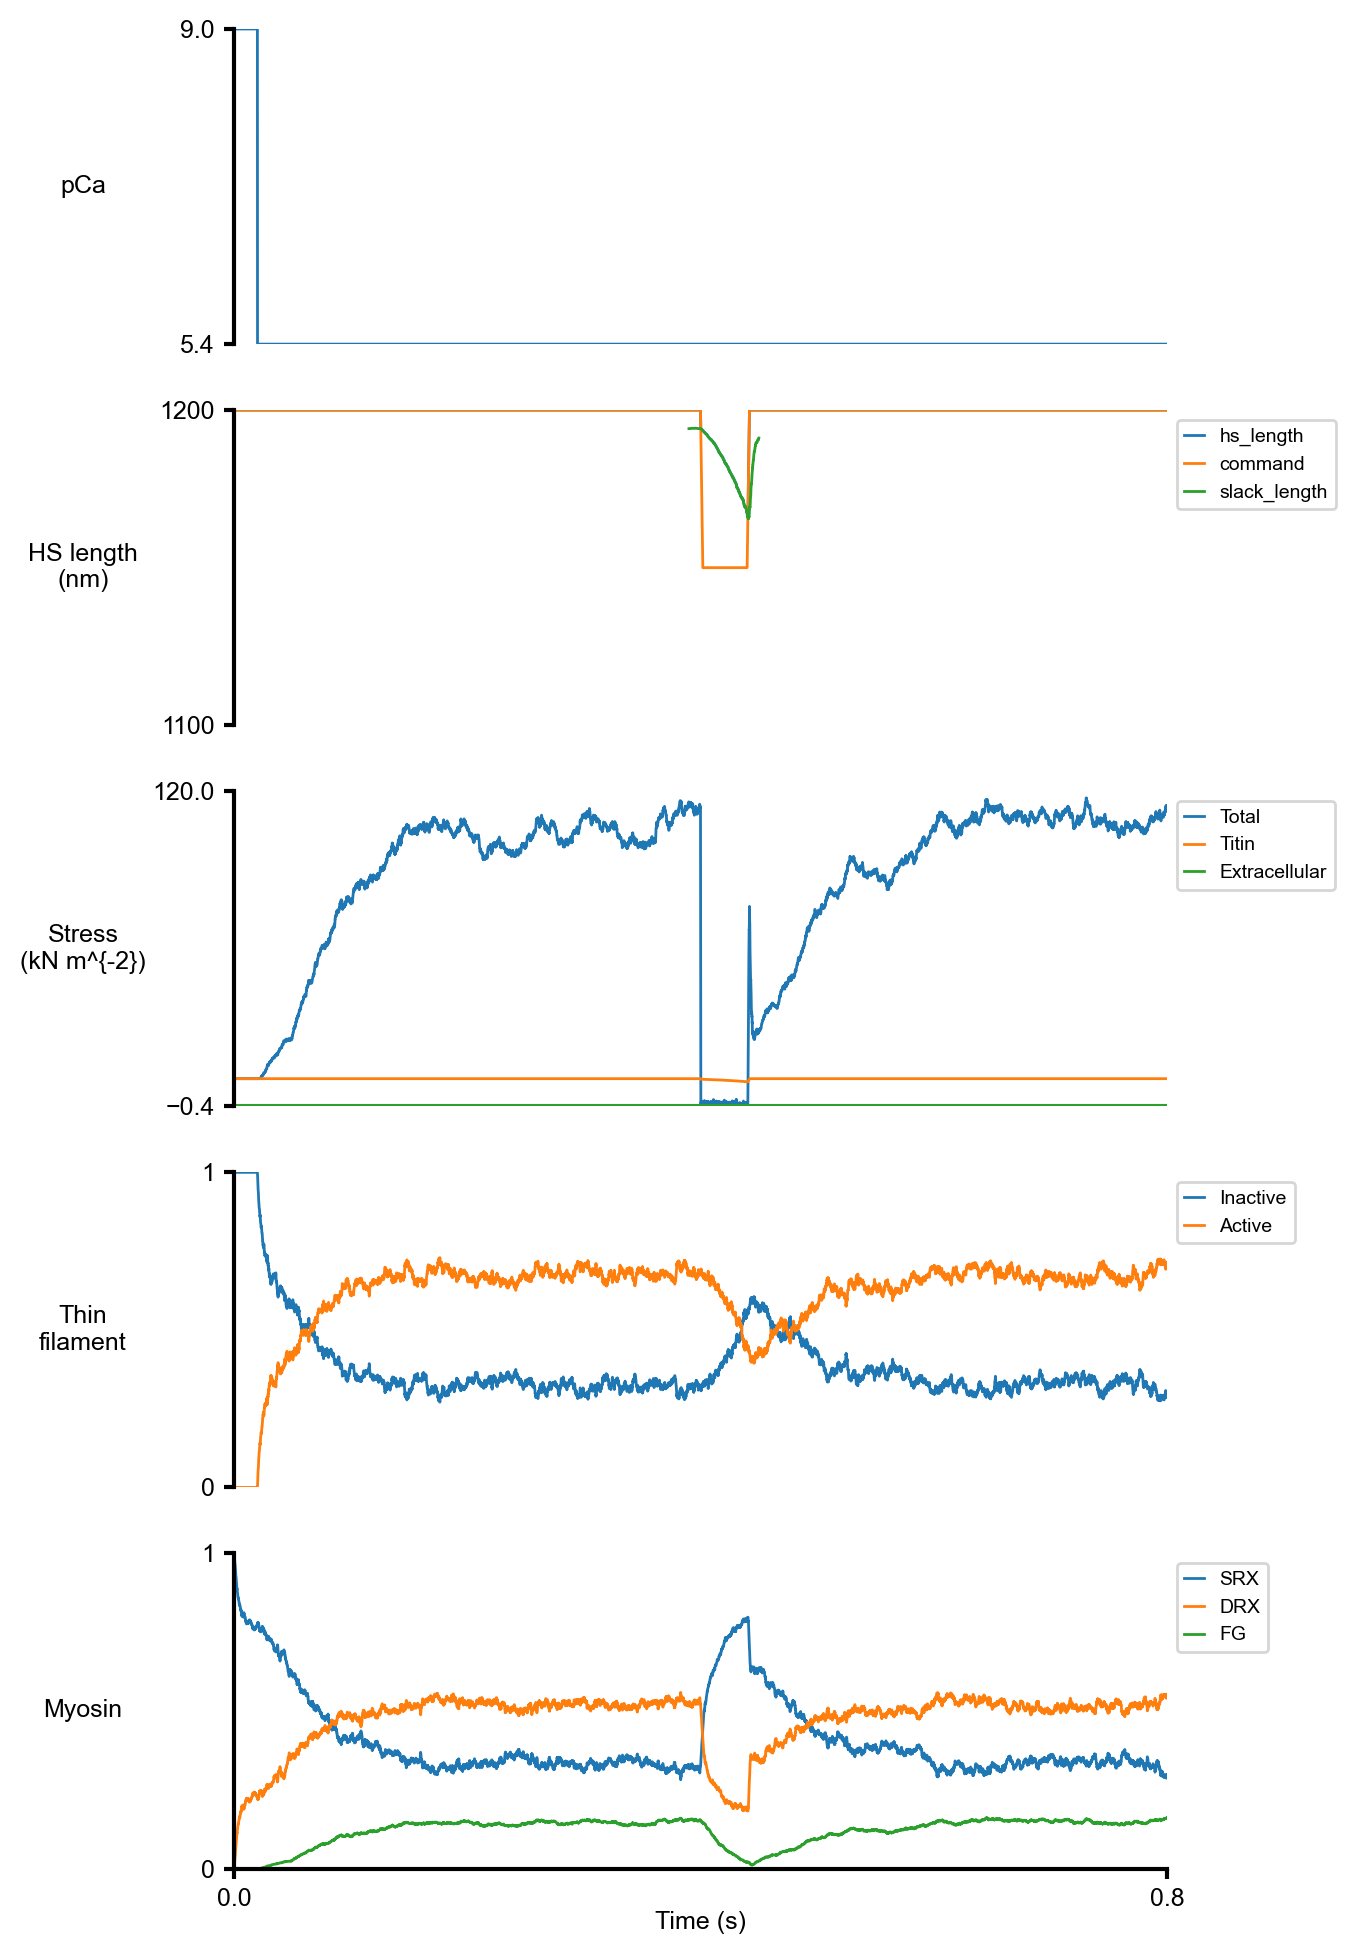 9.0
pCa
5.4
1200
HS length
(nm)
1100
hs_length
command
slack_length
120.0
Stress
(kN m^{-2})
−0.4
Total
Titin
Extracellular
1
Thin
filament
0
Inactive
Active
1
Myosin
0
SRX
DRX
FG
0.0
0.8
Time (s)